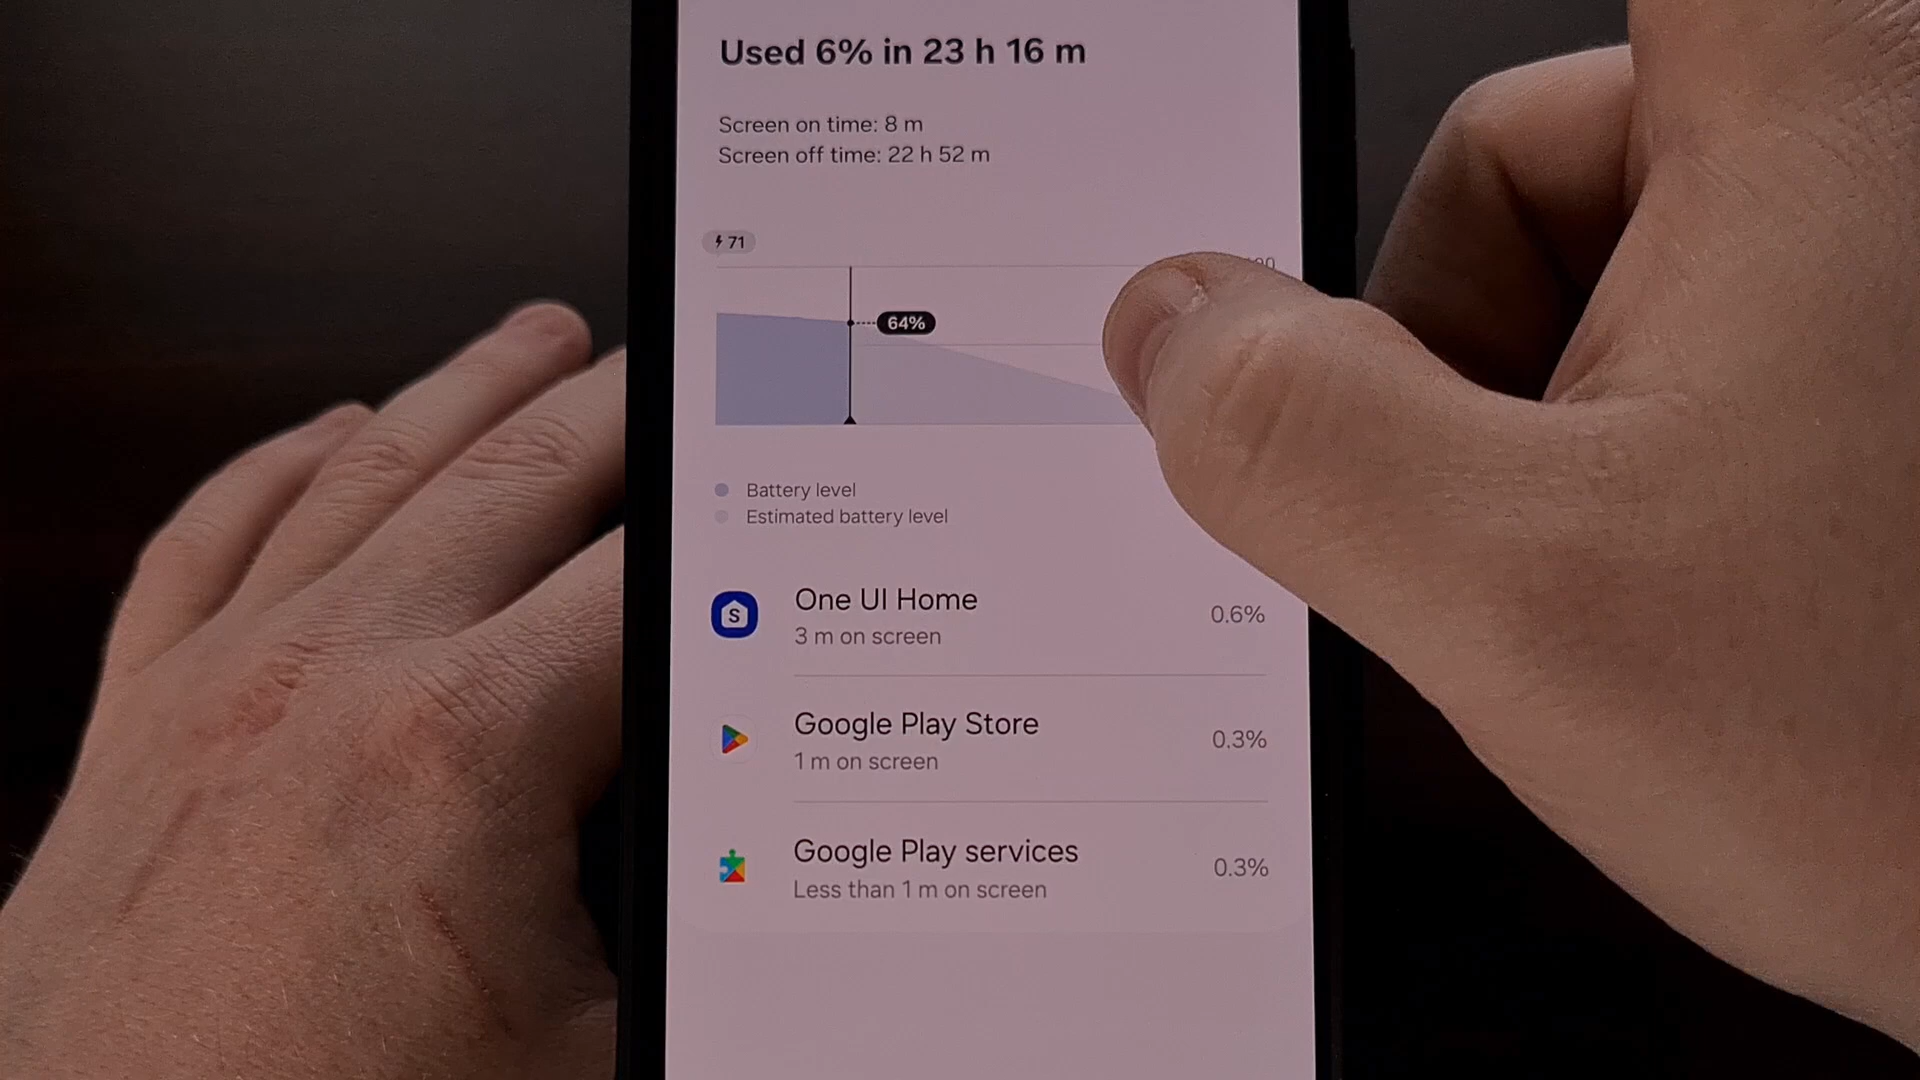 Used 6% in 23 h 16 m
Screen on time: 8 m
Screen off time: 22 h 52 m
71
64%
Battery level
Estimated battery level
One UI Home
3 m on screen
0.6%
Google Play Store
1 m on screen
0.3%
Google Play services
Less than 1 m on screen
0.3%